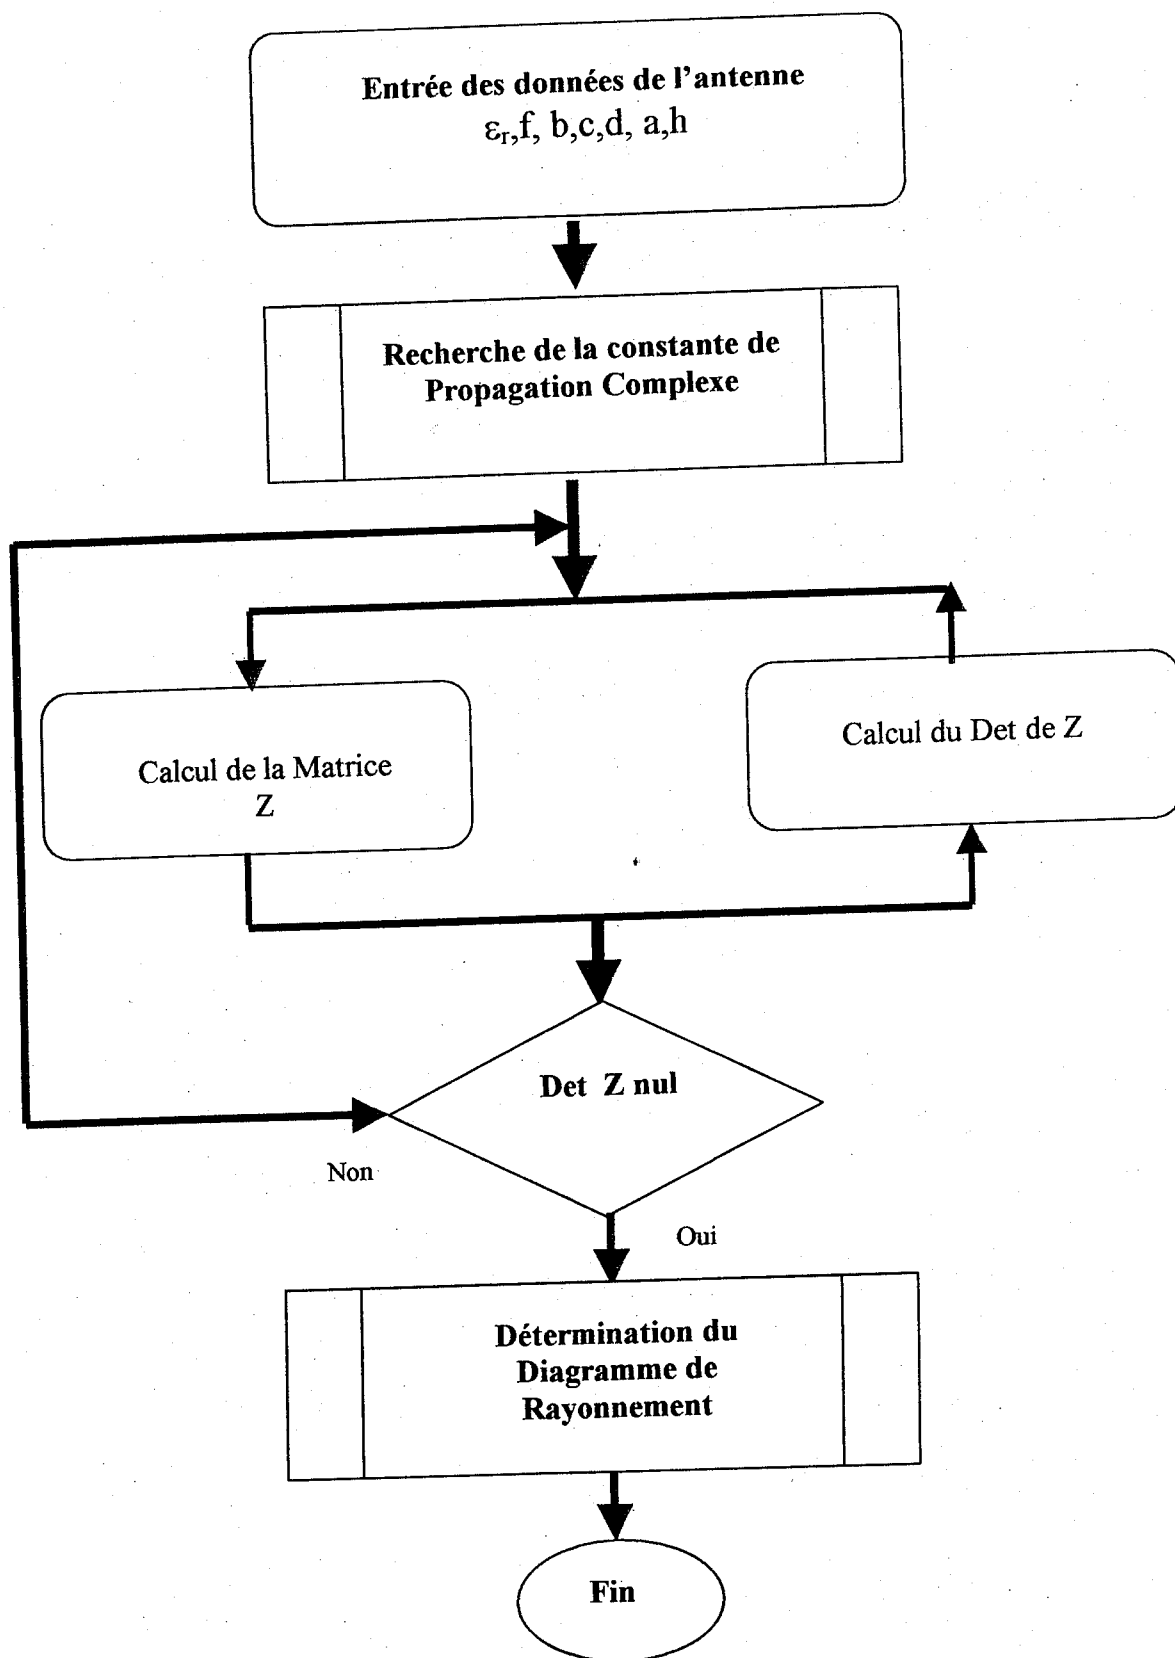 Entrée des données de l'antenne
εᵣ,f, b,c,d, a,h
Recherche de la constante de
Propagation Complexe
Calcul de la Matrice
Z
Calcul du Det de Z
Det Z nul
Non
Oui
Détermination du
Diagramme de
Rayonnement
Fin